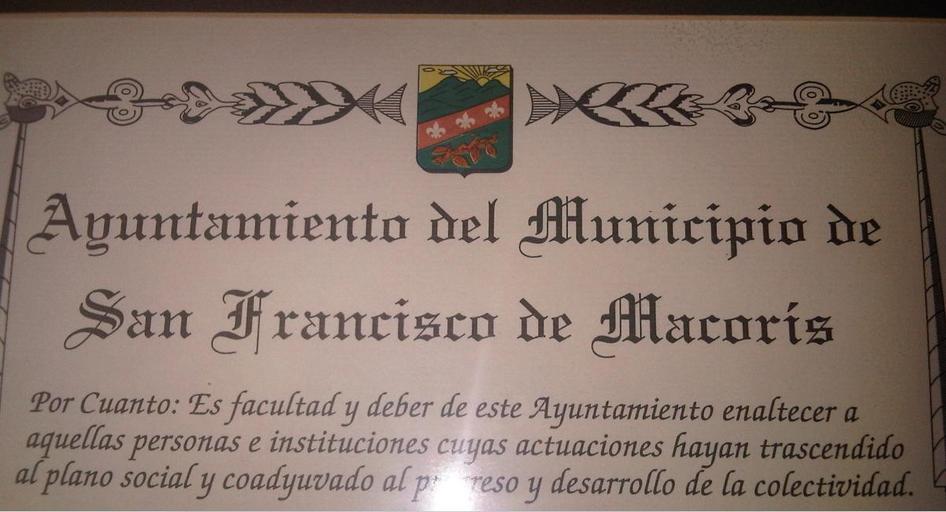 Ayuntamiento del Municipio de
San Francisco de Macorís
Por Cuanto: Es facultad y deber de este Ayuntamiento enaltecer a
aquellas personas e instituciones cuyas actuaciones hayan trascendido
al plano social y coadyuvado al progreso y desarrollo de la colectividad.